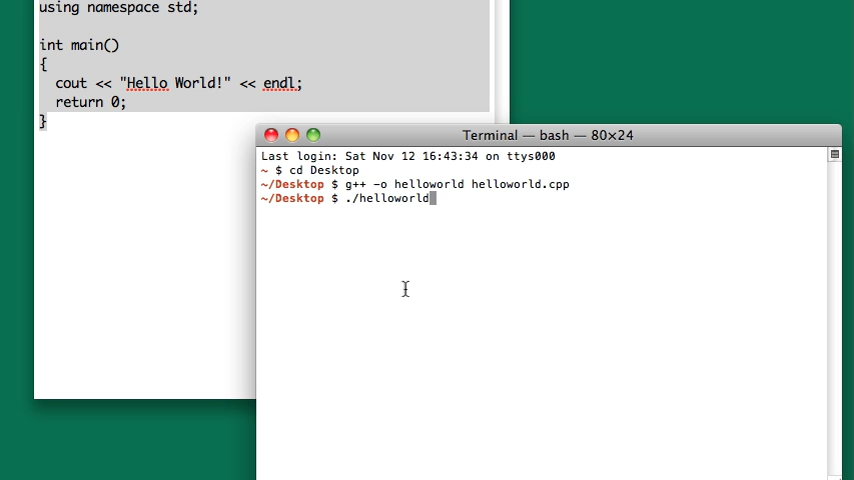 using namespace std;
int main()
{
cout << "Hello World!" << endl;
return 0;
}
Terminal — bash — 80×24
Last login: Sat Nov 12 16:43:34 on ttys000
~ $ cd Desktop
~/Desktop $ g++ -o helloworld helloworld.cpp
~/Desktop $ ./helloworld